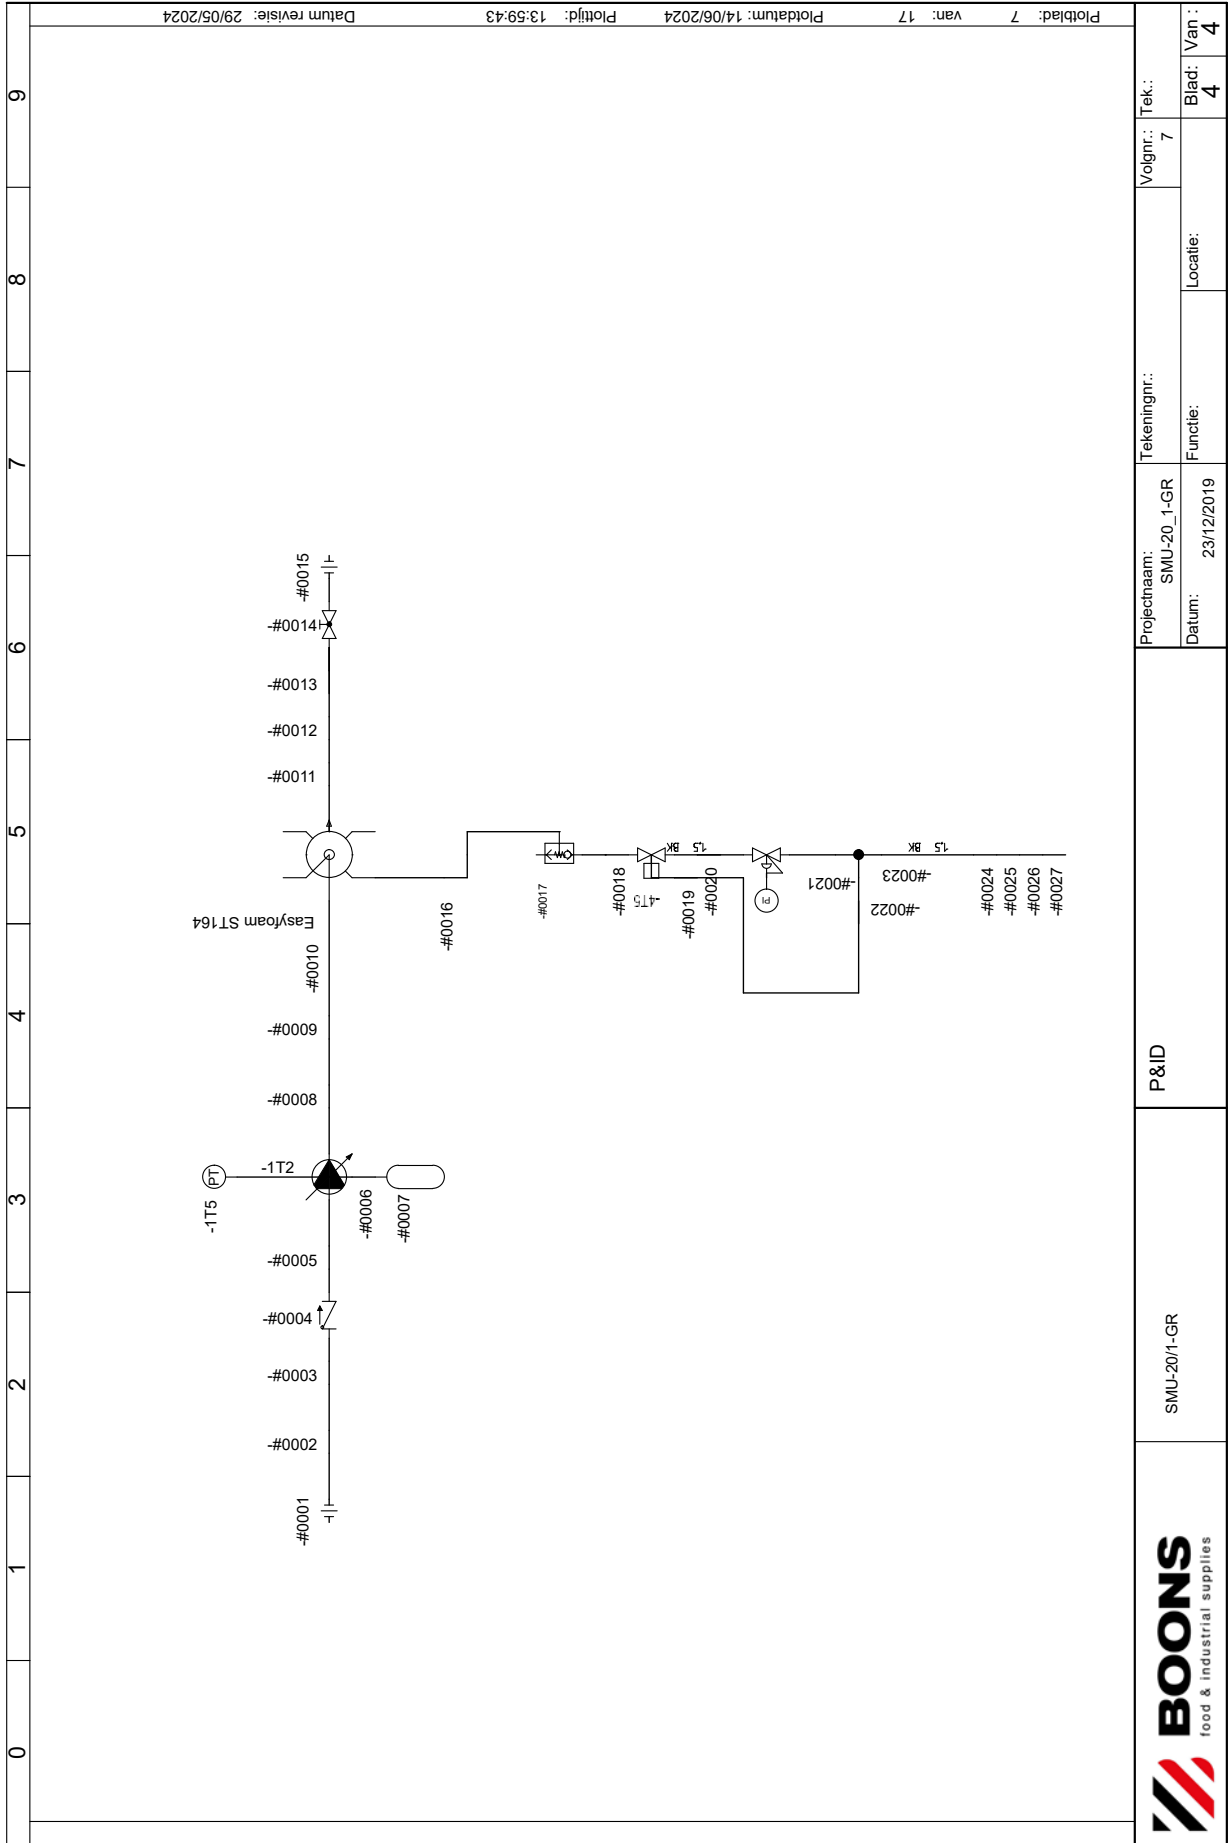 0
1
2
3
4
5
6
7
8
9
-#0001
-#0002
-#0003
-#0004
-#0005
-1T5
PT
-1T2
-#0006
-#0007
-#0008
-#0009
-#0010
Easyfoam ST164
-#0011
-#0012
-#0013
-#0014
-#0015
-#0016
-#0017
-#0018
-4T5
BK
1,5
-#0019
-#0020
PI
-#0021
-#0022
-#0023
BK
1,5
-#0024
-#0025
-#0026
-#0027
Plotblad: 7 van: 17 Plotdatum: 14/06/2024 Plottijd: 13:59:43 Datum revisie: 29/05/2024
BOONS
food & industrial supplies
SMU-20/1-GR
P&ID
Projectnaam:
SMU-20_1-GR
Datum:
23/12/2019
Tekeningnr.:
Functie:
Locatie:
Volgnr.:
7
Tek.:
Blad:
4
Van :
4